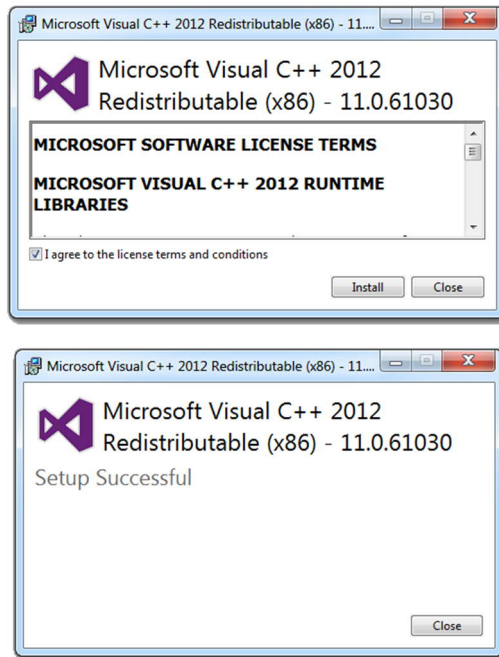 Microsoft Visual C++ 2012 Redistributable (x86) - 11....
Microsoft Visual C++ 2012
Redistributable (x86) - 11.0.61030
MICROSOFT SOFTWARE LICENSE TERMS
MICROSOFT VISUAL C++ 2012 RUNTIME
LIBRARIES
I agree to the license terms and conditions
Install Close
Microsoft Visual C++ 2012 Redistributable (x86) - 11....
Microsoft Visual C++ 2012
Redistributable (x86) - 11.0.61030
Setup Successful
Close